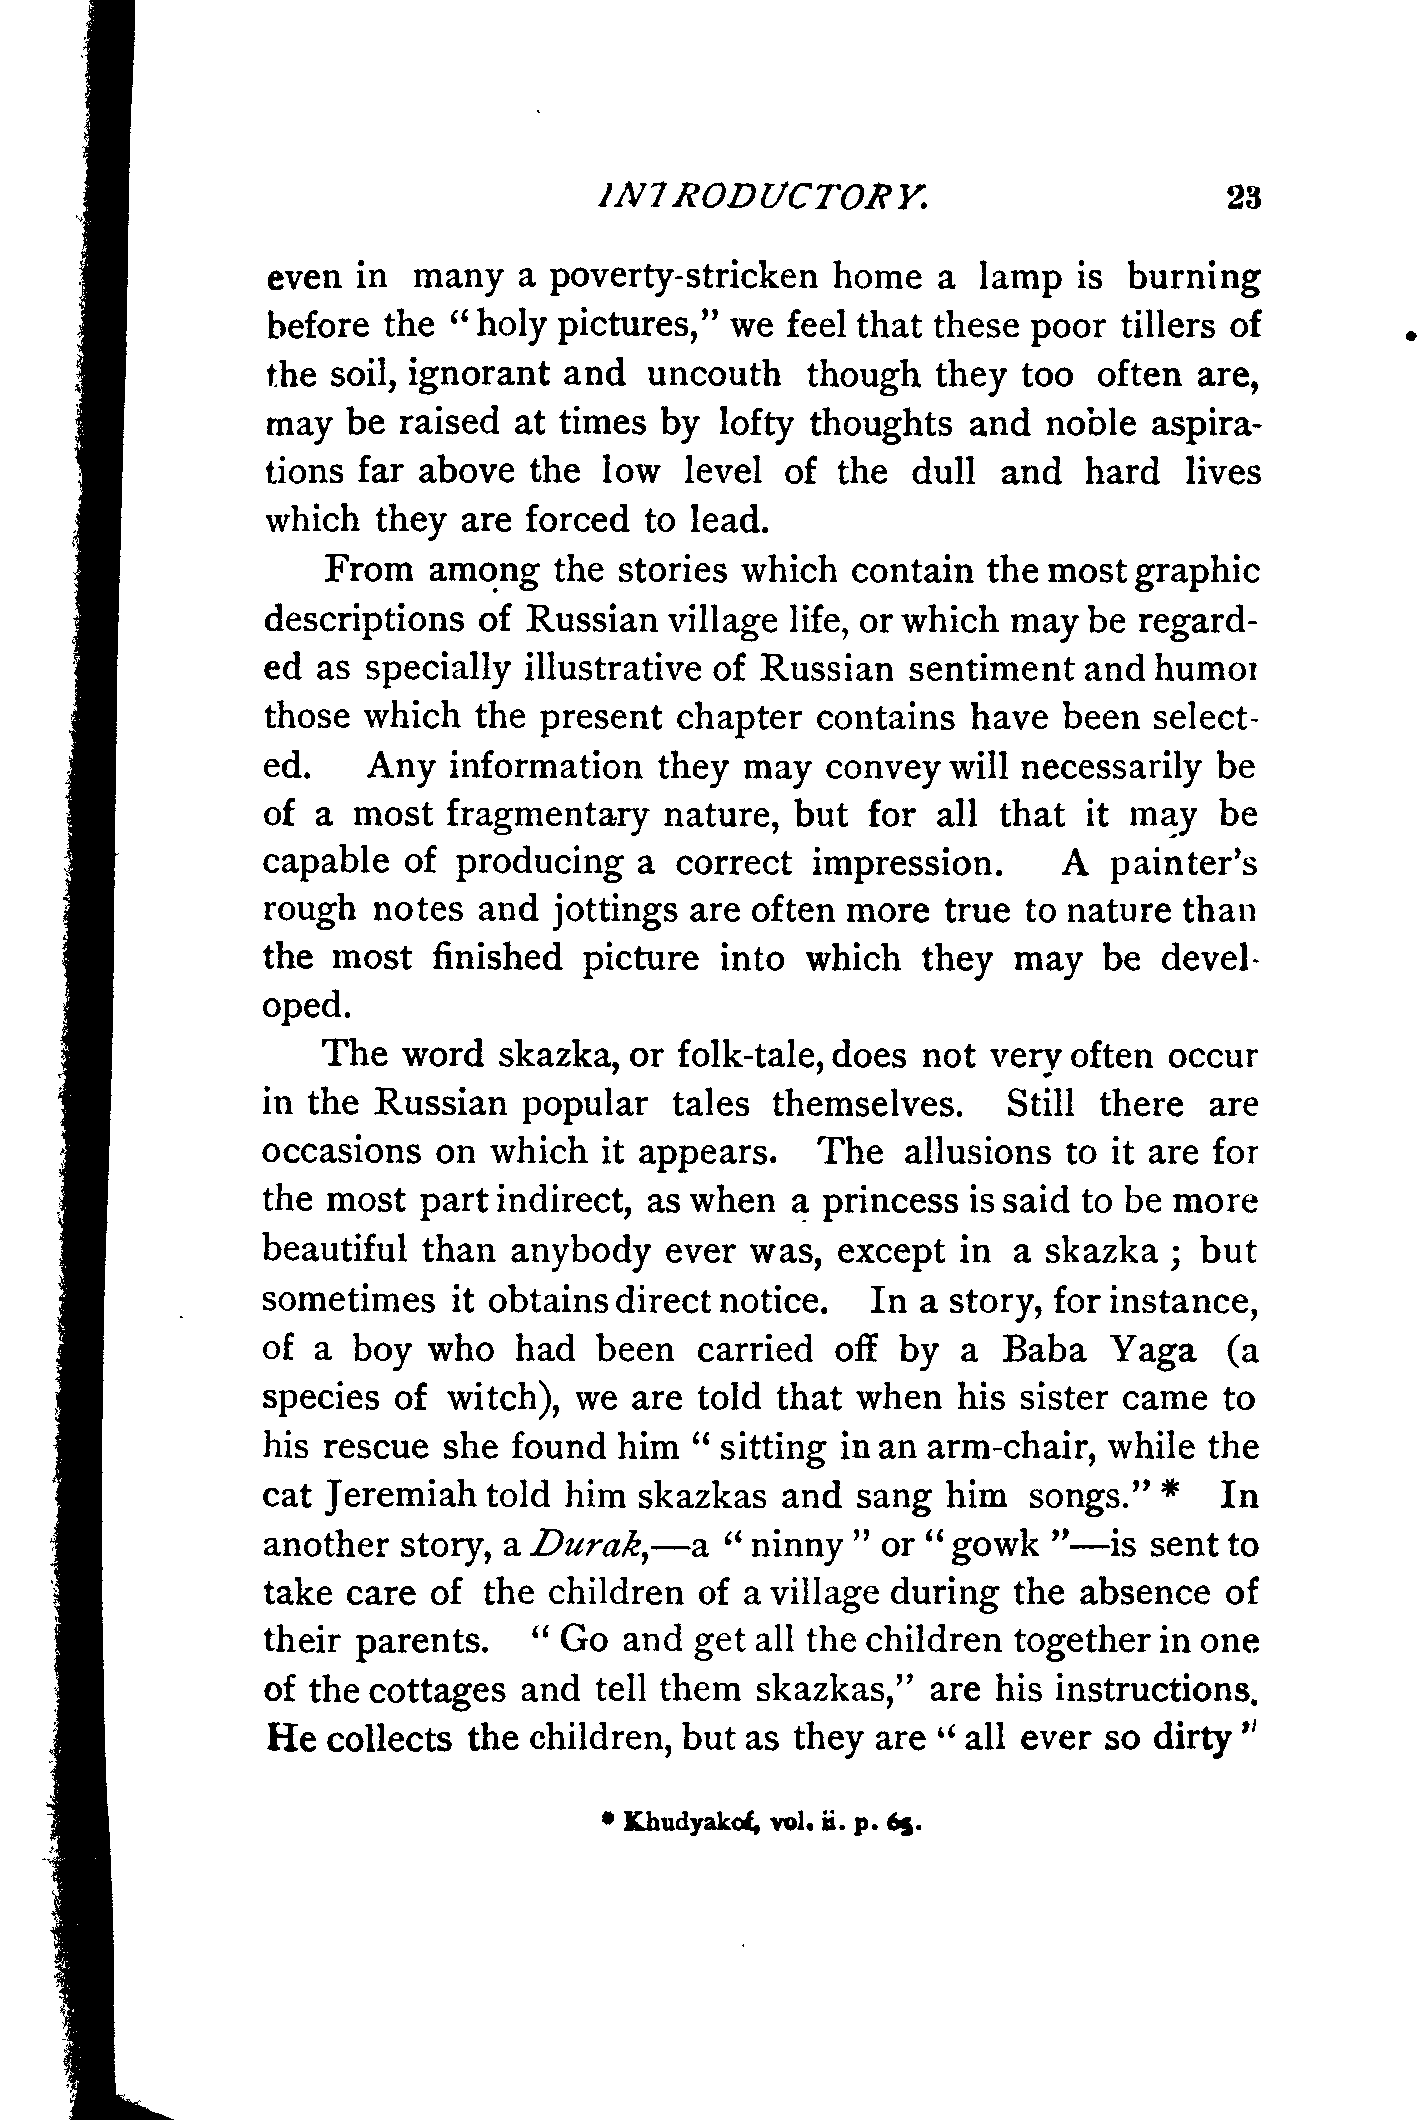 INTRODUCTORY. 23
even in many a poverty-stricken home a lamp is burning
before the "holy pictures," we feel that these poor tillers of
the soil, ignorant and uncouth though they too often are,
may be raised at times by lofty thoughts and noble aspira-
tions far above the low level of the dull and hard lives
which they are forced to lead.
From among the stories which contain the most graphic
descriptions of Russian village life, or which may be regard-
ed as specially illustrative of Russian sentiment and humor
those which the present chapter contains have been select-
ed. Any information they may convey will necessarily be
of a most fragmentary nature, but for all that it may be
capable of producing a correct impression. A painter's
rough notes and jottings are often more true to nature than
the most finished picture into which they may be devel-
oped.
The word skazka, or folk-tale, does not very often occur
in the Russian popular tales themselves. Still there are
occasions on which it appears. The allusions to it are for
the most part indirect, as when a princess is said to be more
beautiful than anybody ever was, except in a skazka ; but
sometimes it obtains direct notice. In a story, for instance,
of a boy who had been carried off by a Baba Yaga (a
species of witch), we are told that when his sister came to
his rescue she found him " sitting in an arm-chair, while the
cat Jeremiah told him skazkas and sang him songs." * In
another story, a Durak,—a " ninny " or " gowk "—is sent to
take care of the children of a village during the absence of
their parents. " Go and get all the children together in one
of the cottages and tell them skazkas," are his instructions.
He collects the children, but as they are " all ever so dirty "
* Khudyakof, vol. ii. p. 65.